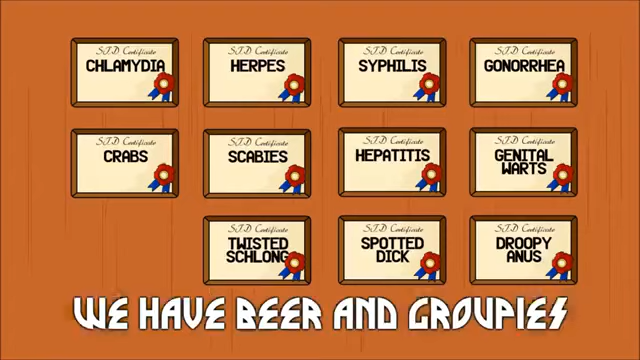 S.T.D Certificate
CHLAMYDIA
S.T.D Certificate
HERPES
S.T.D Certificate
SYPHILIS
S.T.D Certificate
GONORRHEA
S.T.D Certificate
CRABS
S.T.D Certificate
SCABIES
S.T.D Certificate
HEPATITIS
S.T.D Certificate
GENITAL
WARTS
S.T.D Certificate
TWISTED
SCHLONG
S.T.D Certificate
SPOTTED
DICK
S.T.D Certificate
DROOPY
ANUS
WE HAVE BEER AND GROUPIES